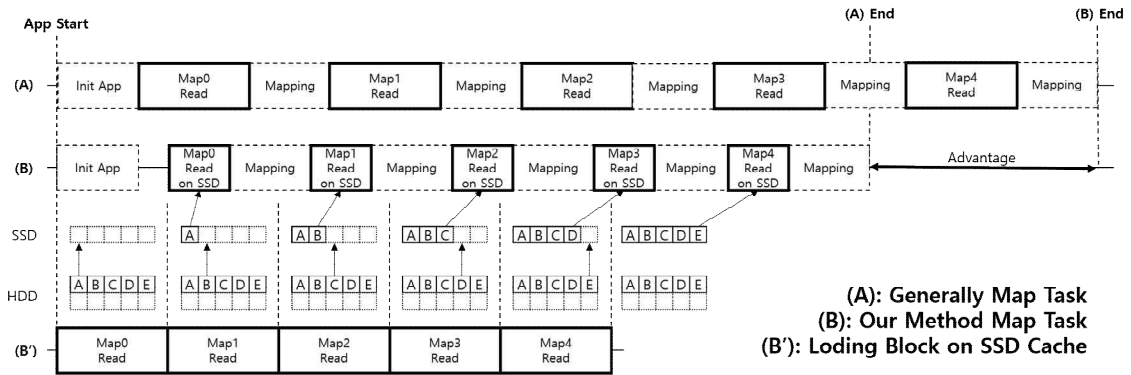 App Start
(A) End
(B) End
(A)
Init App
Map0
Read
Mapping
Map1
Read
Mapping
Map2
Read
Mapping
Map3
Read
Mapping
Map4
Read
Mapping
(B)
Init App
Map0
Read
on SSD
Mapping
Map1
Read
on SSD
Mapping
Map2
Read
on SSD
Mapping
Map3
Read
on SSD
Mapping
Map4
Read
on SSD
Mapping
Advantage
SSD
A
A B
A B C
A B C D
A B C D E
HDD
A B C D E
A B C D E
A B C D E
A B C D E
A B C D E
A B C D E
(B')
Map0
Read
Map1
Read
Map2
Read
Map3
Read
Map4
Read
(A): Generally Map Task
(B): Our Method Map Task
(B'): Loding Block on SSD Cache